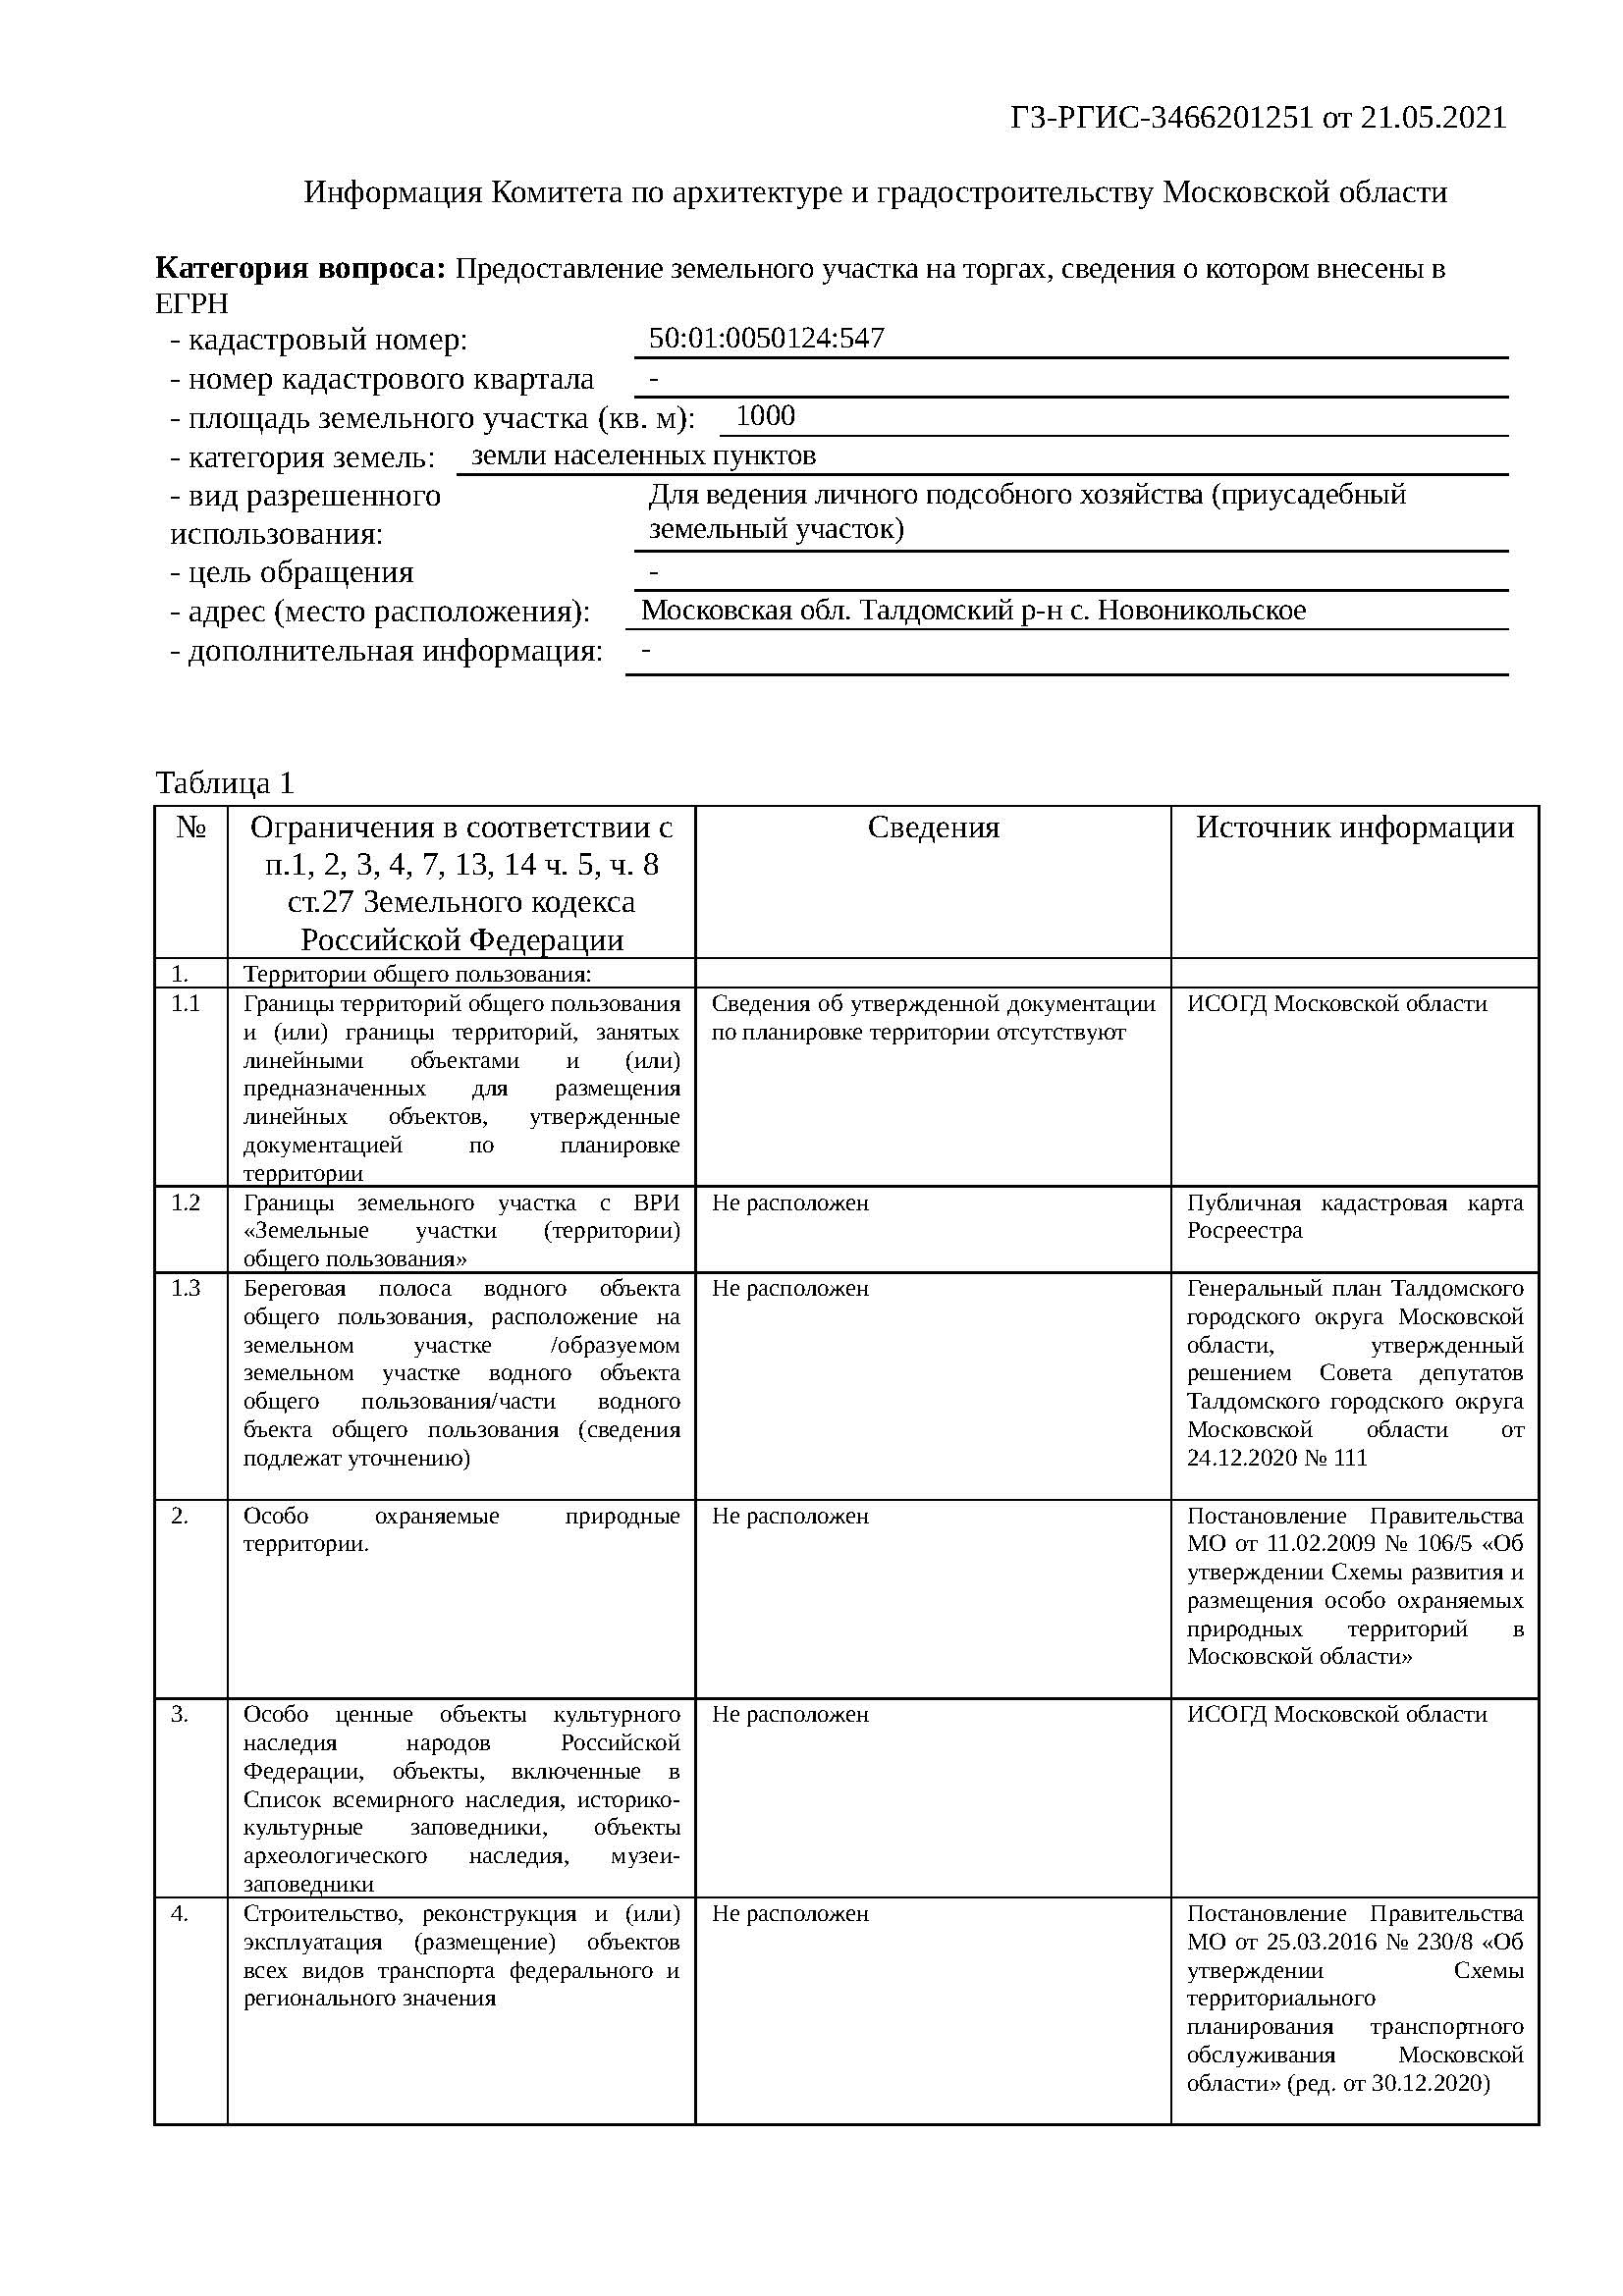 ГЗ-РГИС-3466201251 от 21.05.2021
Информация Комитета по архитектуре и градостроительству Московской области
Категория вопроса: Предоставление земельного участка на торгах, сведения о котором внесены в
ЕГРН
- кадастровый номер: 50:01:0050124:547
- номер кадастрового квартала -
- площадь земельного участка (кв. м): 1000
- категория земель: земли населенных пунктов
- вид разрешенного
использования:
Для ведения личного подсобного хозяйства (приусадебный
земельный участок)
- цель обращения -
- адрес (место расположения): Московская обл. Талдомский р-н с. Новоникольское
- дополнительная информация: -
Таблица 1
№
Ограничения в соответствии с
п.1, 2, 3, 4, 7, 13, 14 ч. 5, ч. 8
ст.27 Земельного кодекса
Российской Федерации
Сведения
Источник информации
1.
Территории общего пользования:
1.1
Границы территорий общего пользования
и (или) границы территорий, занятых
линейными объектами и (или)
предназначенных для размещения
линейных объектов, утвержденные
документацией по планировке
территории
Сведения об утвержденной документации
по планировке территории отсутствуют
ИСОГД Московской области
1.2
Границы земельного участка с ВРИ
«Земельные участки (территории)
общего пользования»
Не расположен
Публичная кадастровая карта
Росреестра
1.3
Береговая полоса водного объекта
общего пользования, расположение на
земельном участке /образуемом
земельном участке водного объекта
общего пользования/части водного
бъекта общего пользования (сведения
подлежат уточнению)
Не расположен
Генеральный план Талдомского
городского округа Московской
области, утвержденный
решением Совета депутатов
Талдомского городского округа
Московской области от
24.12.2020 № 111
2.
Особо охраняемые природные
территории.
Не расположен
Постановление Правительства
МО от 11.02.2009 № 106/5 «Об
утверждении Схемы развития и
размещения особо охраняемых
природных территорий в
Московской области»
3.
Особо ценные объекты культурного
наследия народов Российской
Федерации, объекты, включенные в
Список всемирного наследия, историко-
культурные заповедники, объекты
археологического наследия, музеи-
заповедники
Не расположен
ИСОГД Московской области
4.
Строительство, реконструкция и (или)
эксплуатация (размещение) объектов
всех видов транспорта федерального и
регионального значения
Не расположен
Постановление Правительства
МО от 25.03.2016 № 230/8 «Об
утверждении Схемы
территориального
планирования транспортного
обслуживания Московской
области» (ред. от 30.12.2020)